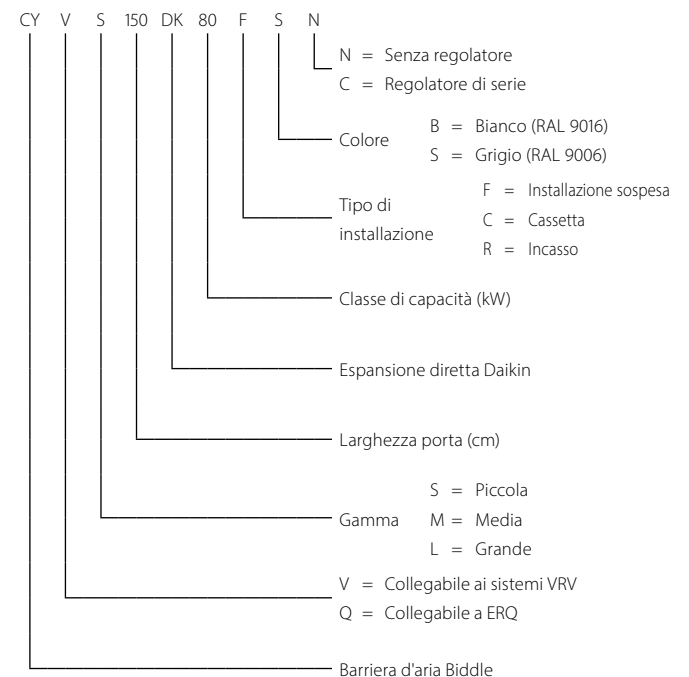 CY V S 150 DK 80 F S N
N = Senza regolatore
C = Regolatore di serie
Colore
B = Bianco (RAL 9016)
S = Grigio (RAL 9006)
Tipo di
installazione
F = Installazione sospesa
C = Cassetta
R = Incasso
Classe di capacità (kW)
Espansione diretta Daikin
Larghezza porta (cm)
Gamma
S = Piccola
M = Media
L = Grande
V = Collegabile ai sistemi VRV
Q = Collegabile a ERQ
Barriera d'aria Biddle